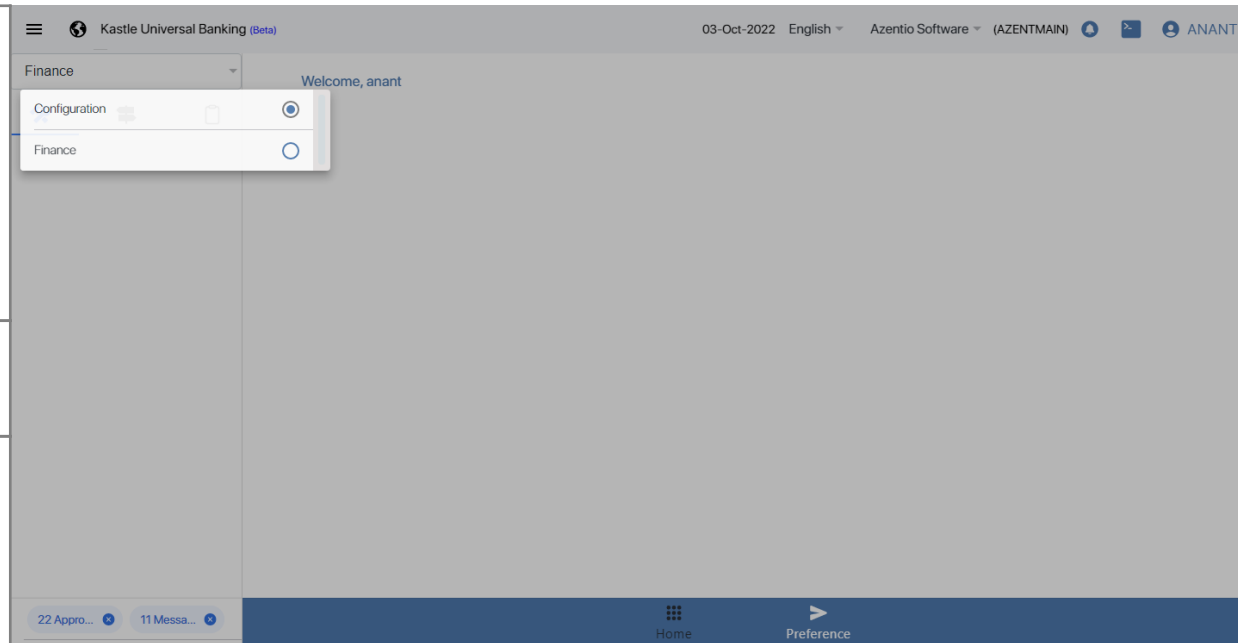 Kastle Universal Banking (Beta) 03-Oct-2022 English Azentio Software (AZENTMAIN) ANANT
Finance
Welcome, anant
Configuration
Finance
22 Appro... 11 Messa...
Home Preference